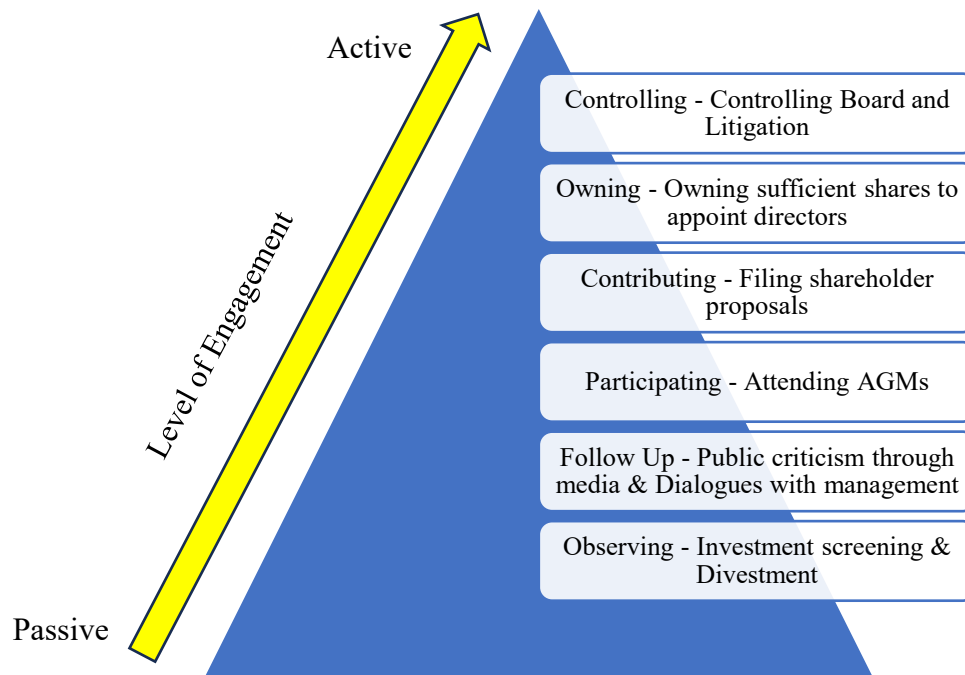 Active
Controlling - Controlling Board and
Litigation
Owning - Owning sufficient shares to
appoint directors
Contributing - Filing shareholder
proposals
Participating - Attending AGMs
Follow Up - Public criticism through
media & Dialogues with management
Observing - Investment screening &
Divestment
Level of Engagement
Passive